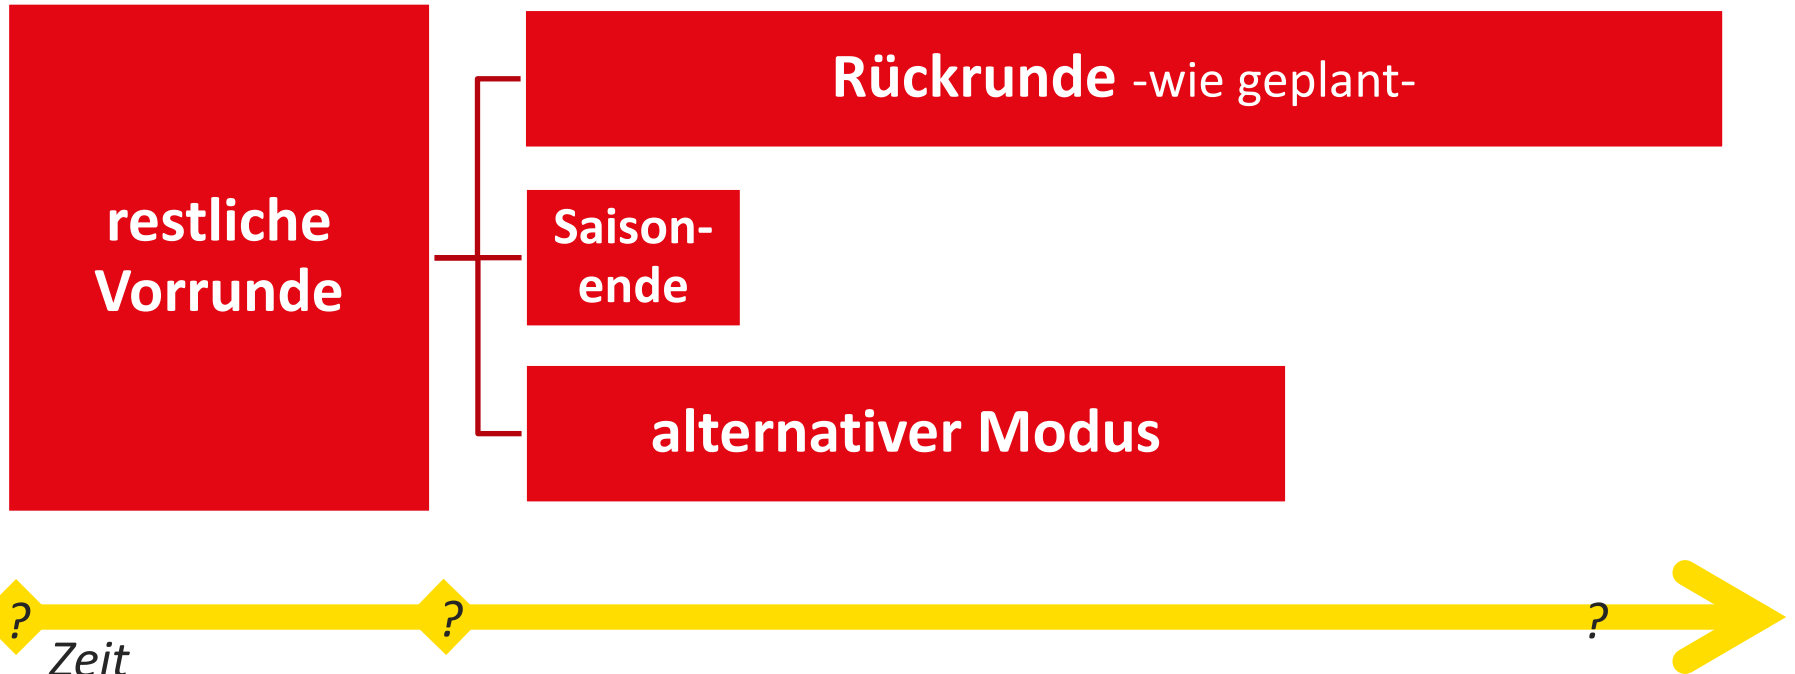 restliche
Vorrunde
Rückrunde -wie geplant-
Saison-
ende
alternativer Modus
?
?
?
Zeit